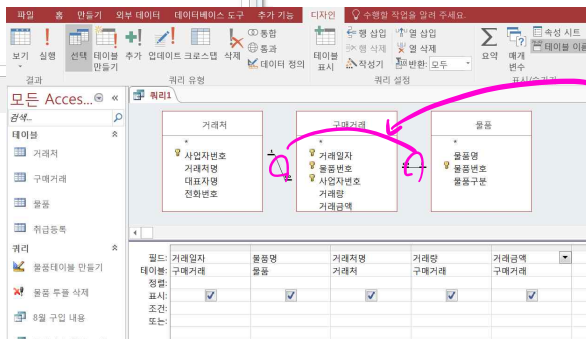 파일 홈 만들기 외부 데이터 데이터베이스 도구 추가 기능 디자인 수행할 작업을 알려 주세요.
보기 실행 선택 테이블 만들기 추가 업데이트 크로스탭 삭제
통합
통과
데이터 정의
테이블 표시
행 삽입 열 삽입
행 삭제 열 삭제
작성기 반환: 모두
요약 매개 변수
속성 시트
테이블 이름
결과 쿼리 유형 쿼리 설정
모든 Acces... «
검색...
테이블
거래처
구매거래
물품
취급등록
쿼리
물품테이블 만들기
물품 투플 삭제
8월 구입 내용
쿼리1
거래처
*
사업자번호
거래처명
대표자명
전화번호
구매거래
*
거래일자
물품번호
사업자번호
거래량
거래금액
물품
*
물품명
물품번호
물품구분
필드: 거래일자 물품명 거래처명 거래량 거래금액
테이블: 구매거래 물품 거래처 구매거래 구매거래
정렬:
표시:
조건:
또는: